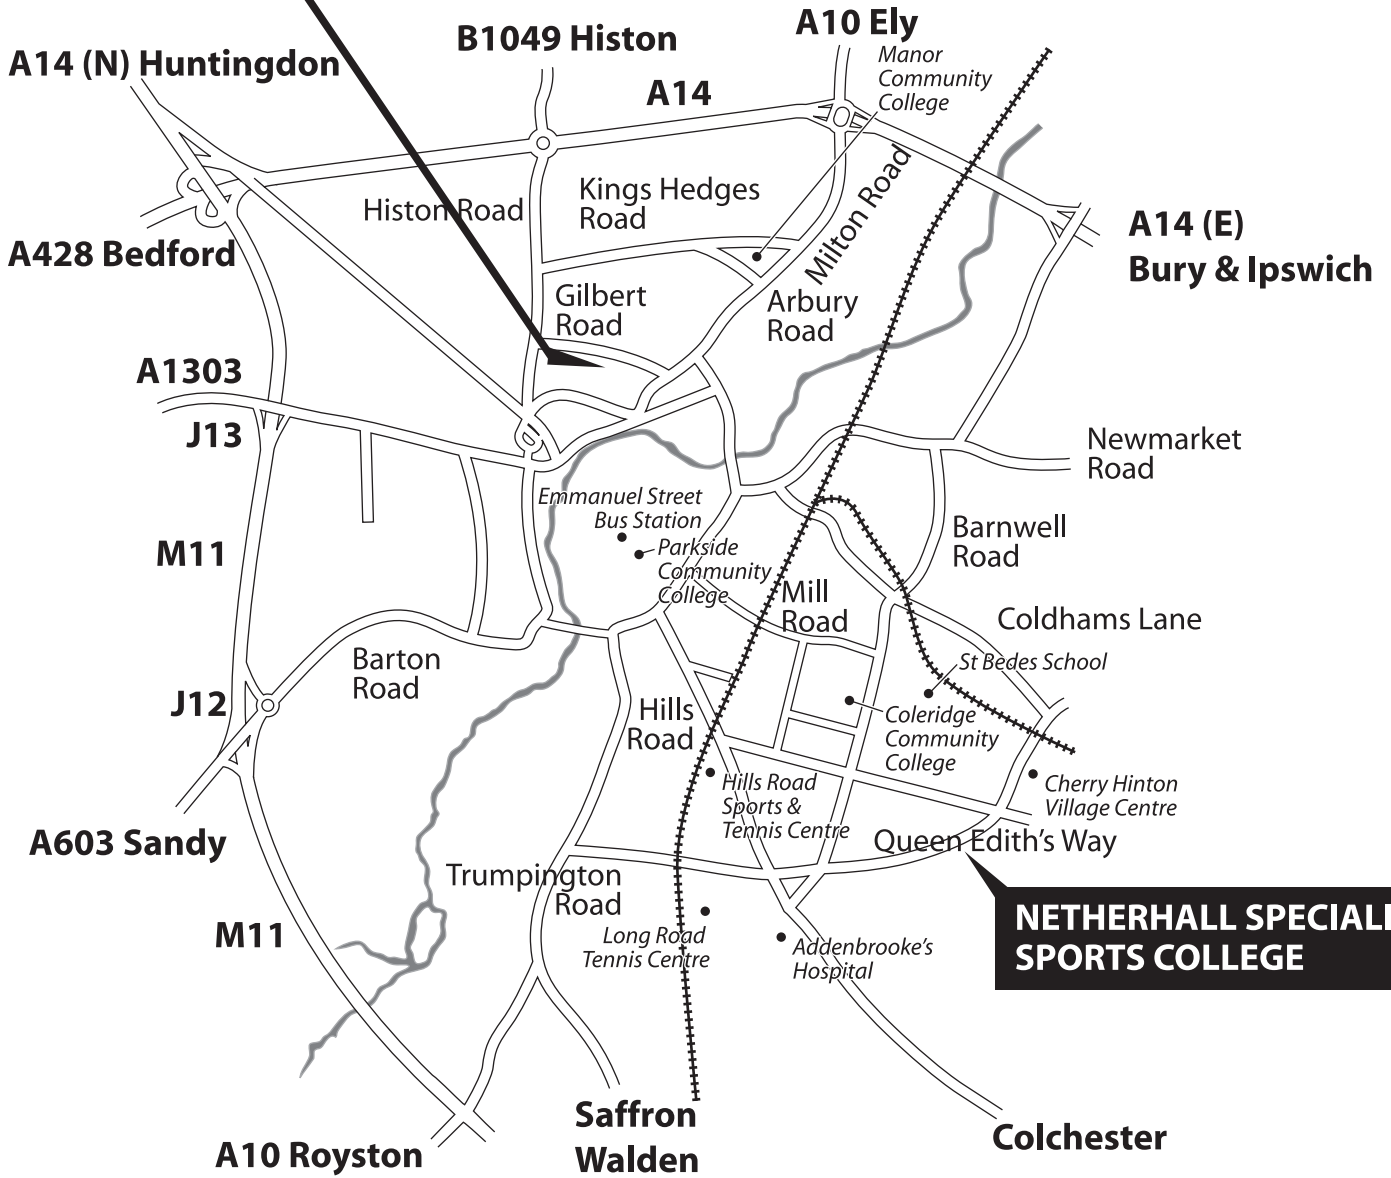 A10 Ely
B1049 Histon
A14 (N) Huntingdon
Manor
Community
College
A14
Kings Hedges
Road
Histon Road
Milton Road
A14 (E)
Bury & Ipswich
A428 Bedford
Gilbert
Road
Arbury
Road
A1303
J13
Newmarket
Road
Emmanuel Street
Bus Station
Parkside
Community
College
M11
Barnwell
Road
Mill
Road
Coldhams Lane
Barton
Road
St Bedes School
J12
Hills
Road
Coleridge
Community
College
Hills Road
Sports &
Tennis Centre
Cherry Hinton
Village Centre
A603 Sandy
Queen Edith's Way
Trumpington
Road
NETHERHALL SPECIAL
SPORTS COLLEGE
M11
Long Road
Tennis Centre
Addenbrooke's
Hospital
Saffron
Walden
Colchester
A10 Royston